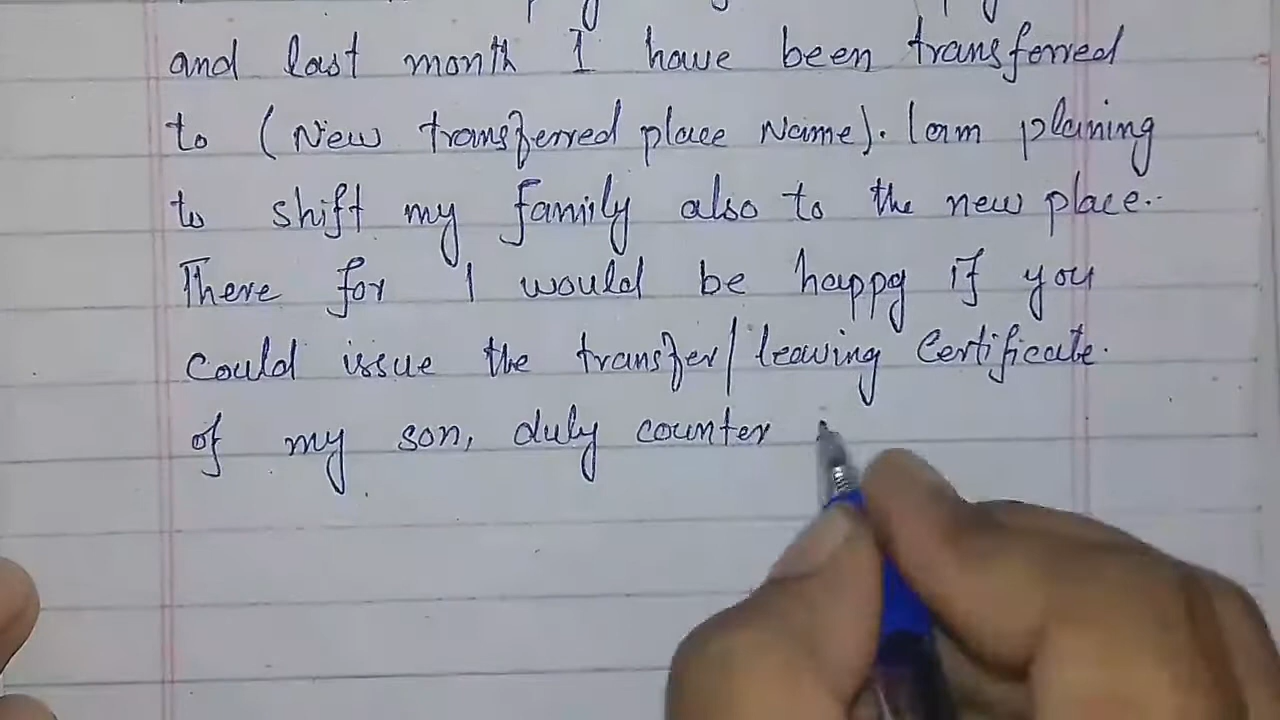 and last month I have been transferred
to (New transferred place Name). I am plaining
to shift my family also to the new place..
There for I would be happy if you
could issue the transfer/leaving Certificate.
of my son, duly counter